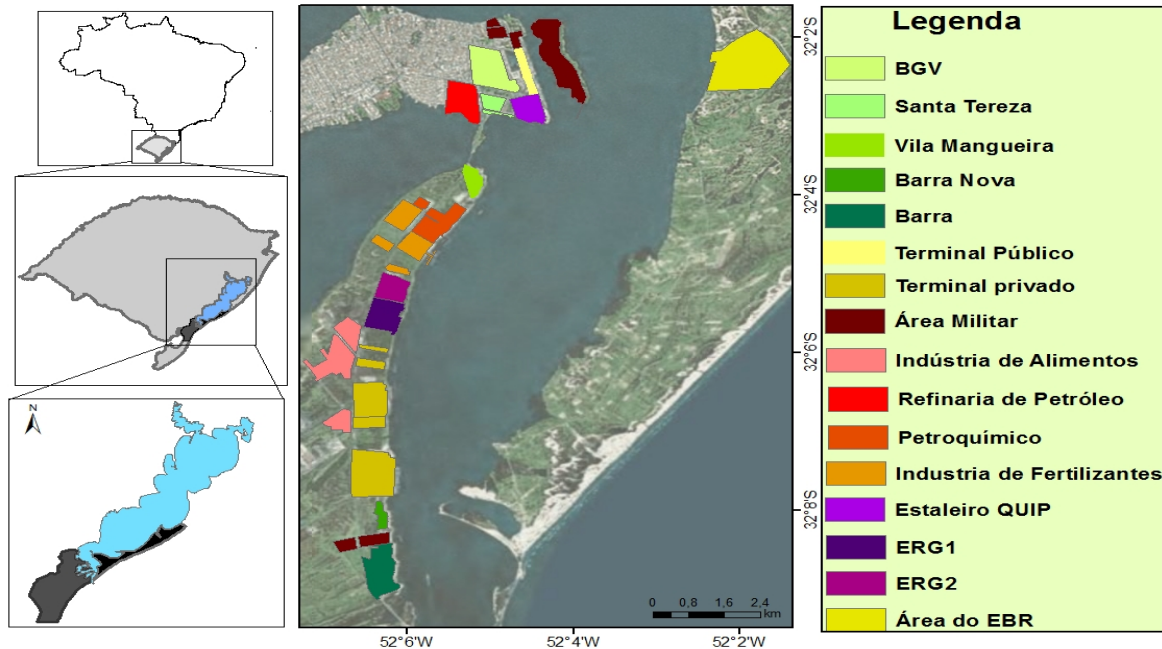 N
32°2'S
32°4'S
32°6'S
32°8'S
0 0,8 1,6 2,4
km
52°6'W 52°4'W 52°2'W
Legenda
BGV
Santa Tereza
Vila Mangueira
Barra Nova
Barra
Terminal Público
Terminal privado
Área Militar
Indústria de Alimentos
Refinaria de Petróleo
Petroquímico
Industria de Fertilizantes
Estaleiro QUIP
ERG1
ERG2
Área do EBR